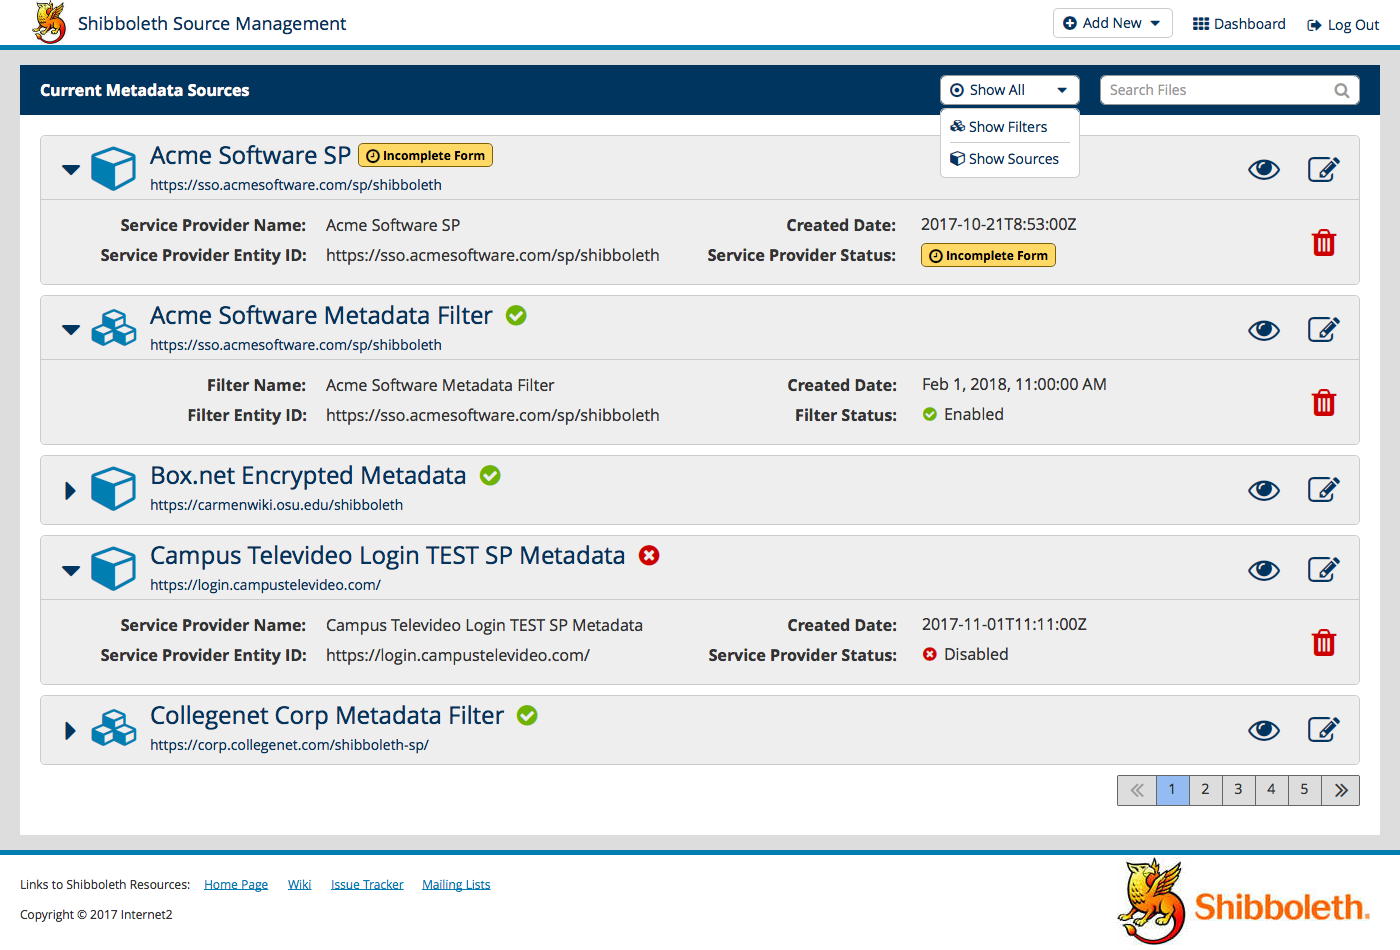 Shibboleth Source Management
Add New
Dashboard
Log Out
Current Metadata Sources
Show All
Search Files
Show Filters
Show Sources
Acme Software SP
Incomplete Form
https://sso.acmesoftware.com/sp/shibboleth
Service Provider Name: Acme Software SP
Created Date: 2017-10-21T8:53:00Z
Service Provider Entity ID: https://sso.acmesoftware.com/sp/shibboleth
Service Provider Status: Incomplete Form
Acme Software Metadata Filter
https://sso.acmesoftware.com/sp/shibboleth
Filter Name: Acme Software Metadata Filter
Created Date: Feb 1, 2018, 11:00:00 AM
Filter Entity ID: https://sso.acmesoftware.com/sp/shibboleth
Filter Status: Enabled
Box.net Encrypted Metadata
https://carmenwiki.osu.edu/shibboleth
Campus Televideo Login TEST SP Metadata
https://login.campustelevideo.com/
Service Provider Name: Campus Televideo Login TEST SP Metadata
Created Date: 2017-11-01T11:11:00Z
Service Provider Entity ID: https://login.campustelevideo.com/
Service Provider Status: Disabled
Collegenet Corp Metadata Filter
https://corp.collegenet.com/shibboleth-sp/
« 1 2 3 4 5 »
Links to Shibboleth Resources: Home Page Wiki Issue Tracker Mailing Lists
Copyright © 2017 Internet2
Shibboleth.